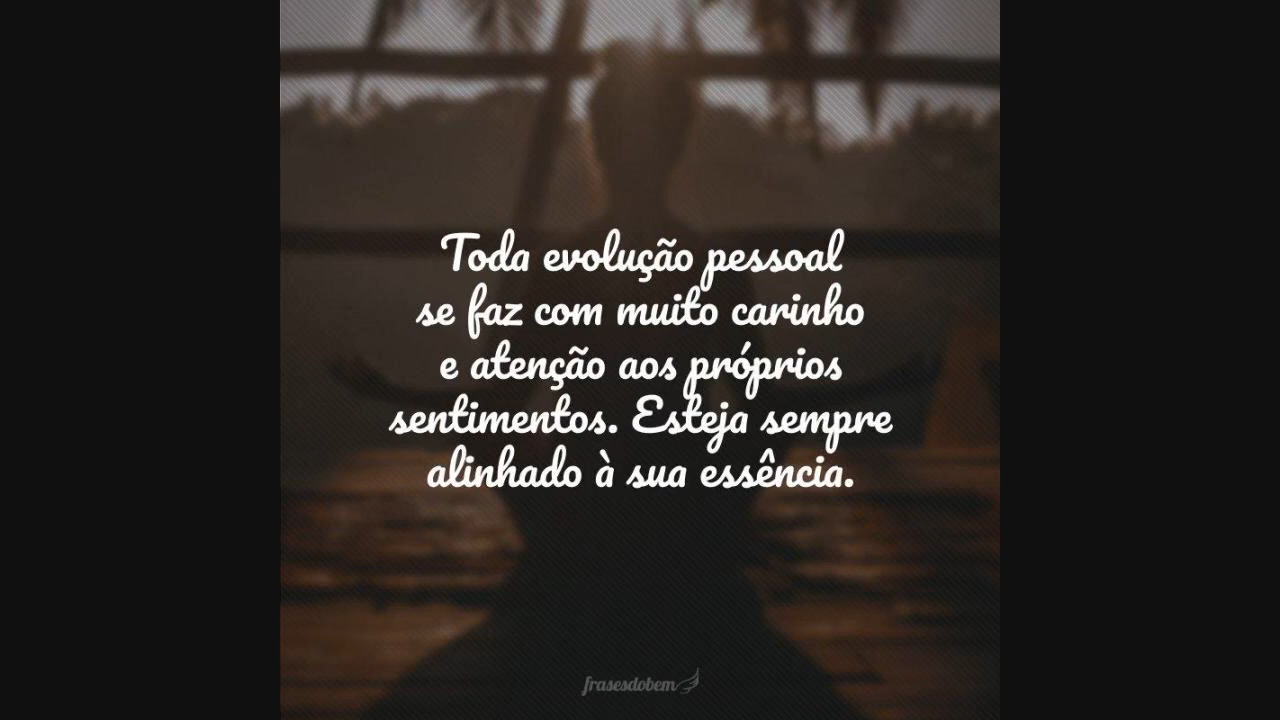 Toda evolução pessoal
se faz com muito carinho
e atenção aos próprios
sentimentos. Esteja sempre
alinhado à sua essência.
frasesdobem